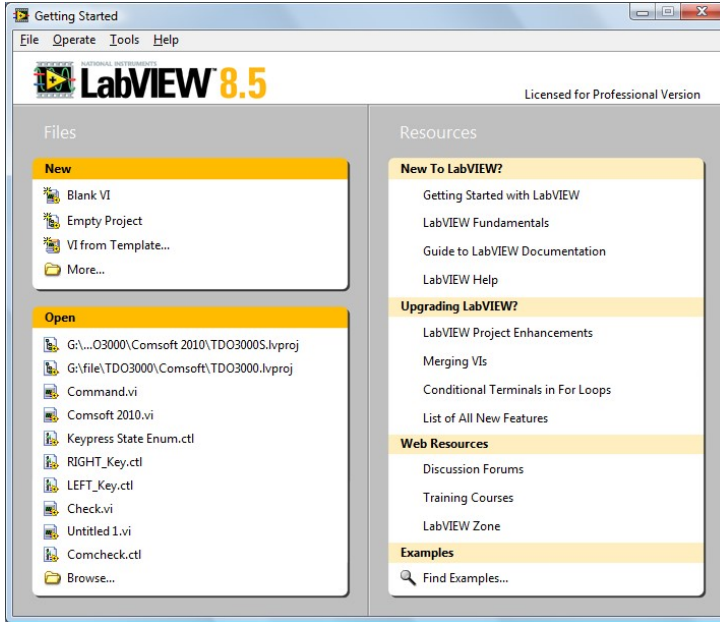 Getting Started
File Operate Tools Help
NATIONAL INSTRUMENTS
LabVIEW™ 8.5
Licensed for Professional Version
Files
New
Blank VI
Empty Project
VI from Template...
More...
Open
G:\...O3000\Comsoft 2010\TDO3000S.lvproj
G:\file\TDO3000\Comsoft\TDO3000.lvproj
Command.vi
Comsoft 2010.vi
Keypress State Enum.ctl
RIGHT_Key.ctl
LEFT_Key.ctl
Check.vi
Untitled 1.vi
Comcheck.ctl
Browse...
Resources
New To LabVIEW?
Getting Started with LabVIEW
LabVIEW Fundamentals
Guide to LabVIEW Documentation
LabVIEW Help
Upgrading LabVIEW?
LabVIEW Project Enhancements
Merging VIs
Conditional Terminals in For Loops
List of All New Features
Web Resources
Discussion Forums
Training Courses
LabVIEW Zone
Examples
Find Examples...